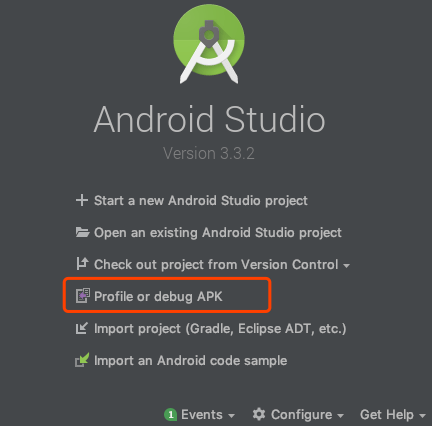 Android Studio
Version 3.3.2
Start a new Android Studio project
Open an existing Android Studio project
Check out project from Version Control
Profile or debug APK
Import project (Gradle, Eclipse ADT, etc.)
Import an Android code sample
1 Events Configure Get Help